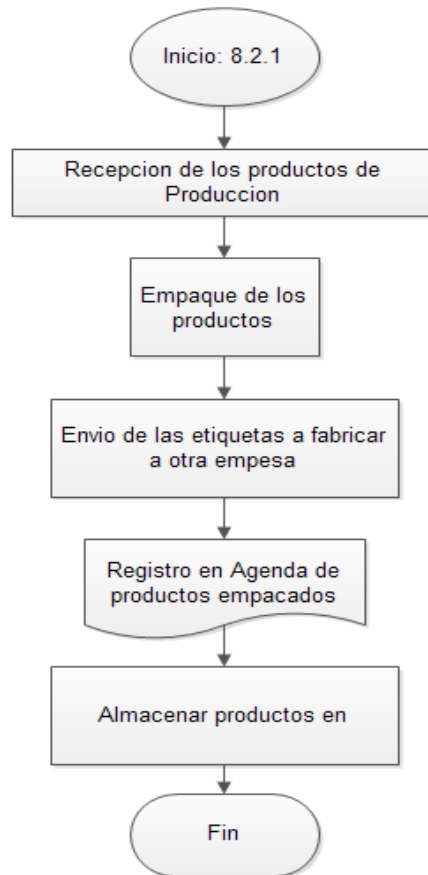 Inicio: 8.2.1
Recepcion de los productos de
Produccion
Empaque de los
productos
Envio de las etiquetas a fabricar
a otra empesa
Registro en Agenda de
productos empacados
Almacenar productos en
Fin